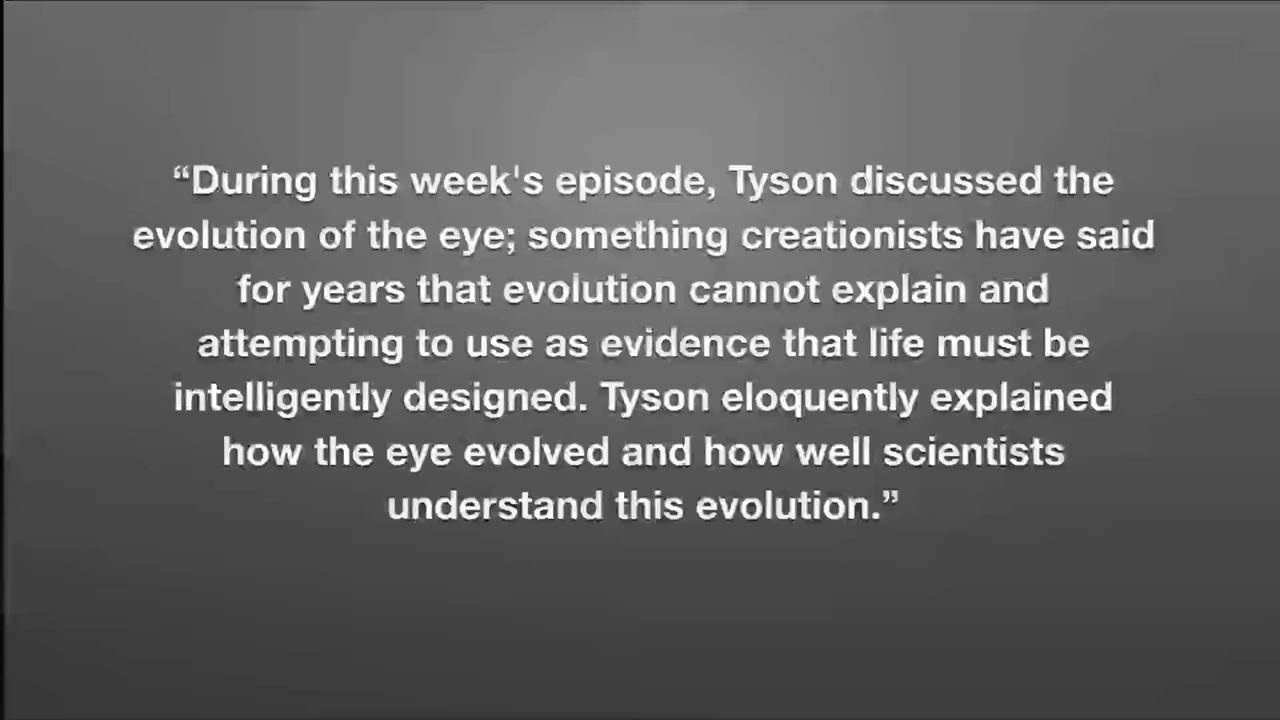 “During this week's episode, Tyson discussed the
evolution of the eye; something creationists have said
for years that evolution cannot explain and
attempting to use as evidence that life must be
intelligently designed. Tyson eloquently explained
how the eye evolved and how well scientists
understand this evolution.”